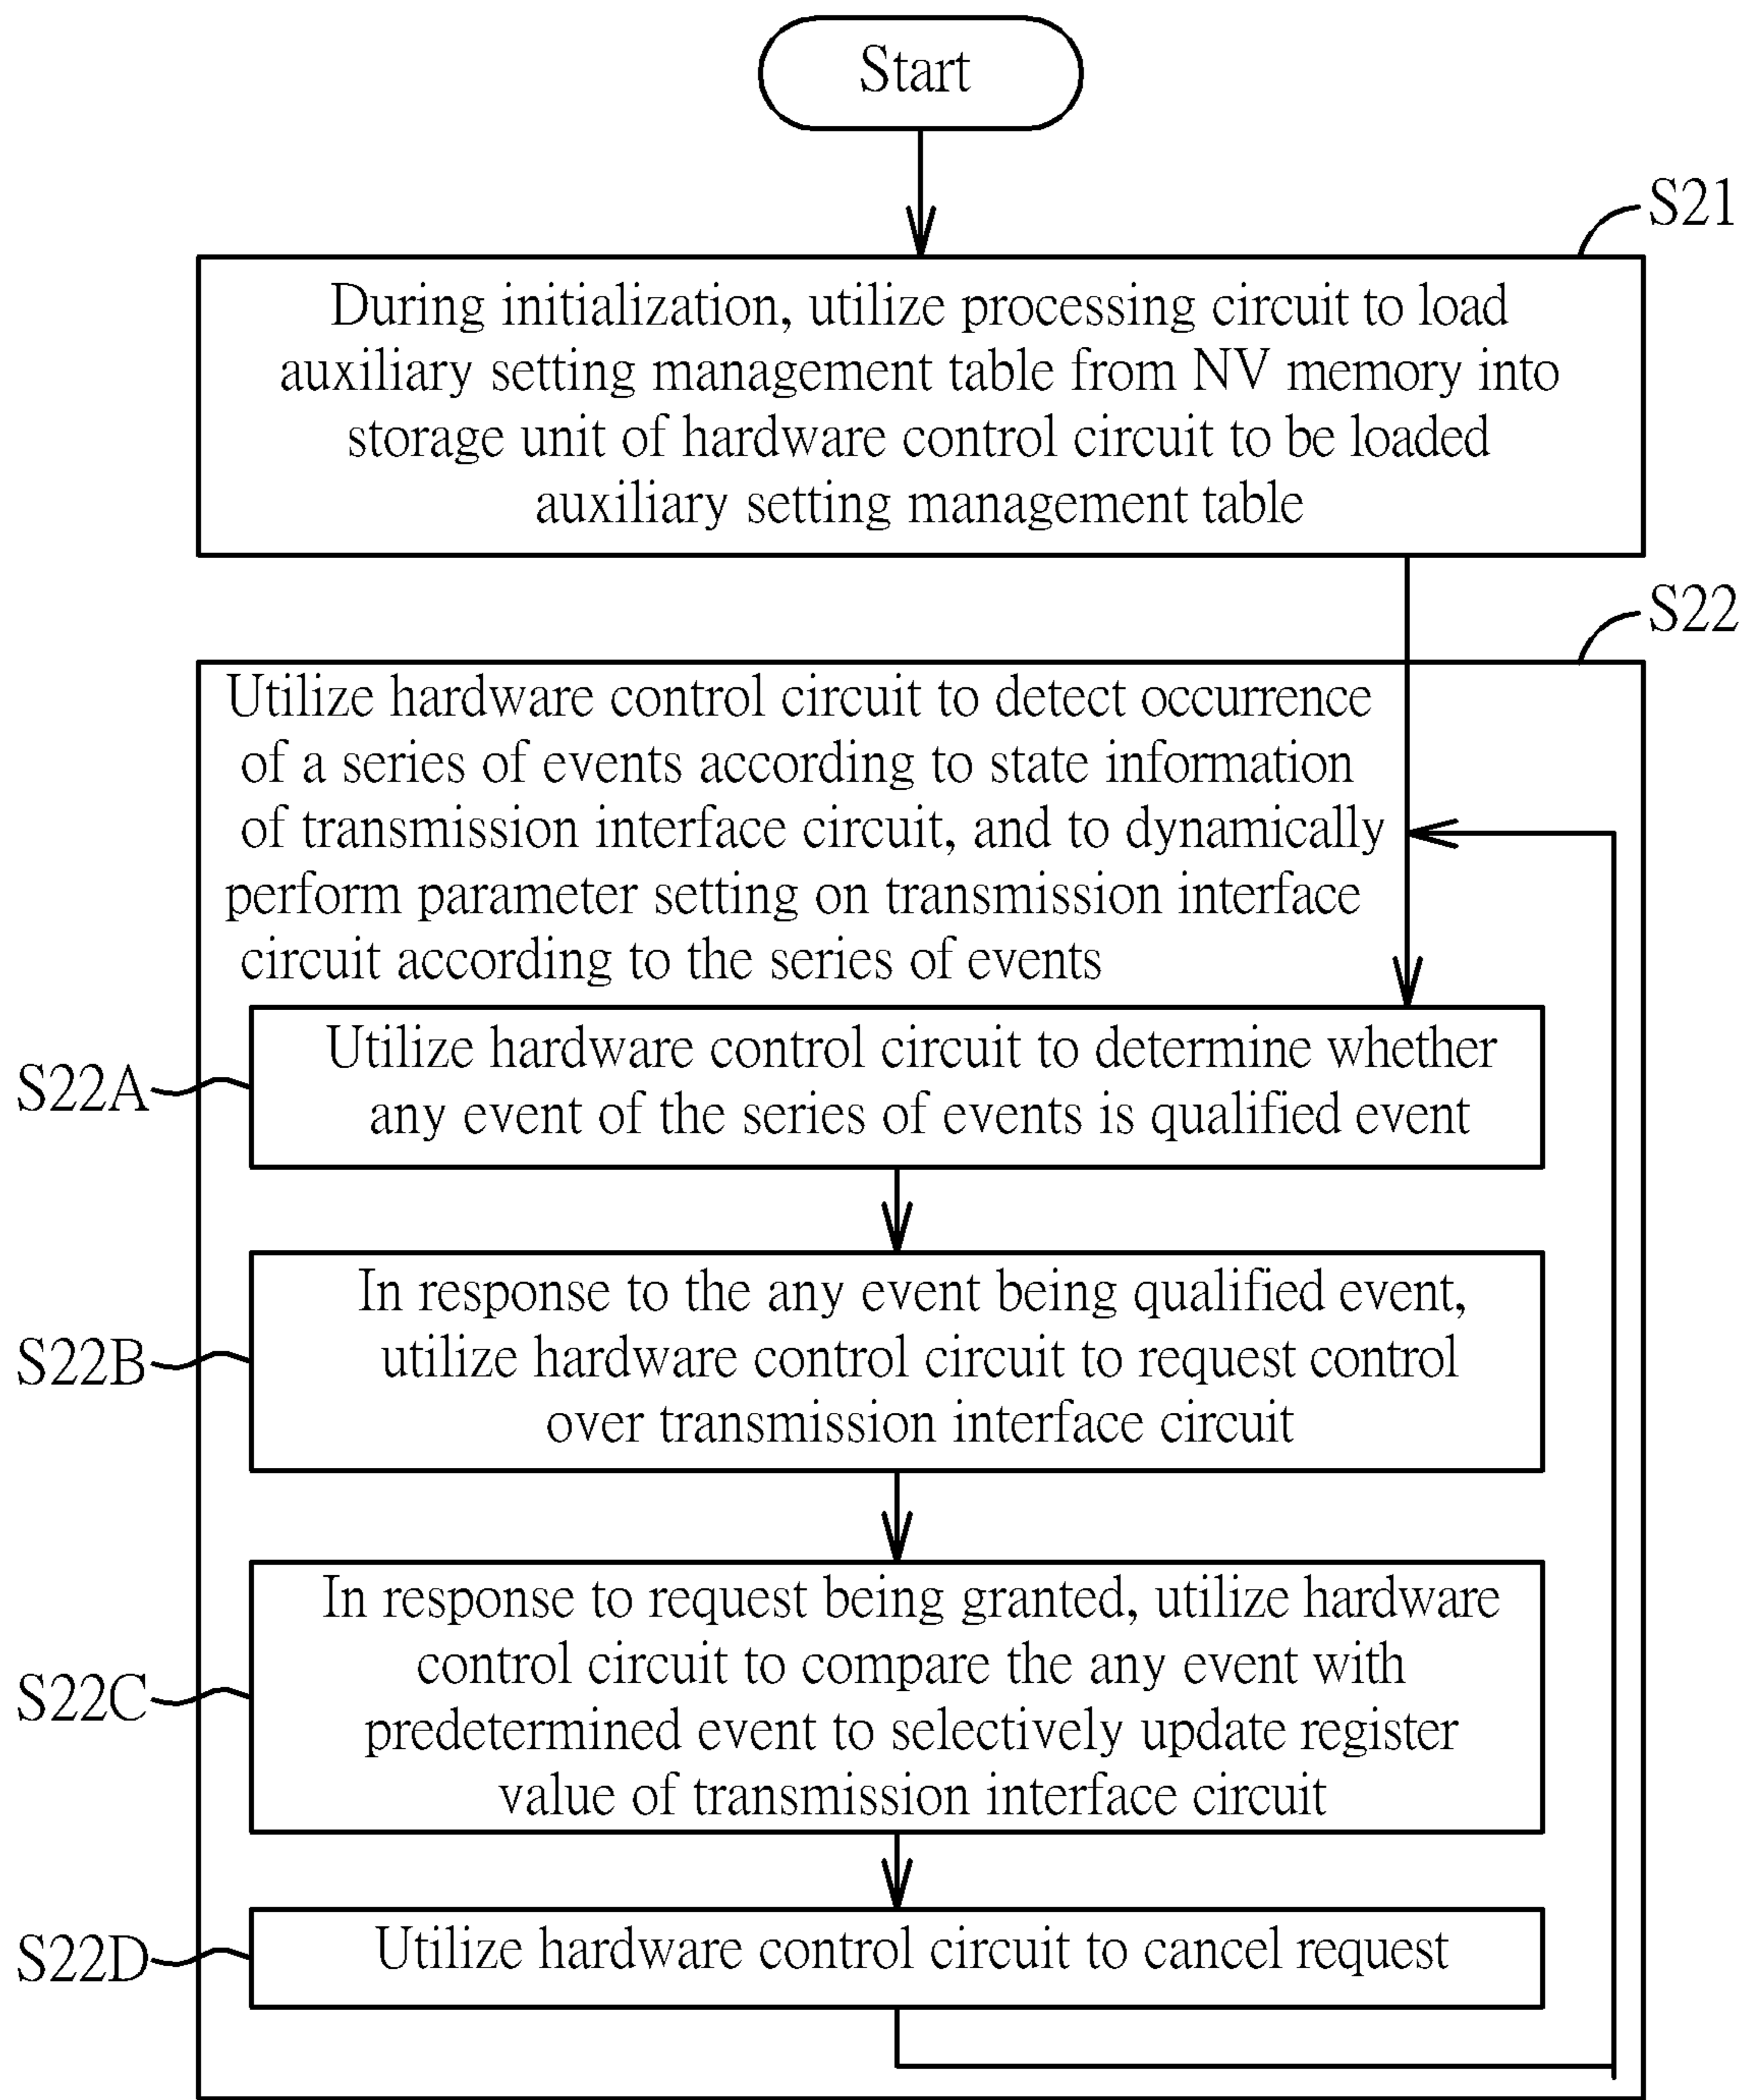 Start
S21
During initialization, utilize processing circuit to load
auxiliary setting management table from NV memory into
storage unit of hardware control circuit to be loaded
auxiliary setting management table
S22
Utilize hardware control circuit to detect occurrence
of a series of events according to state information
of transmission interface circuit, and to dynamically
perform parameter setting on transmission interface
circuit according to the series of events
S22A
Utilize hardware control circuit to determine whether
any event of the series of events is qualified event
S22B
In response to the any event being qualified event,
utilize hardware control circuit to request control
over transmission interface circuit
S22C
In response to request being granted, utilize hardware
control circuit to compare the any event with
predetermined event to selectively update register
value of transmission interface circuit
S22D
Utilize hardware control circuit to cancel request